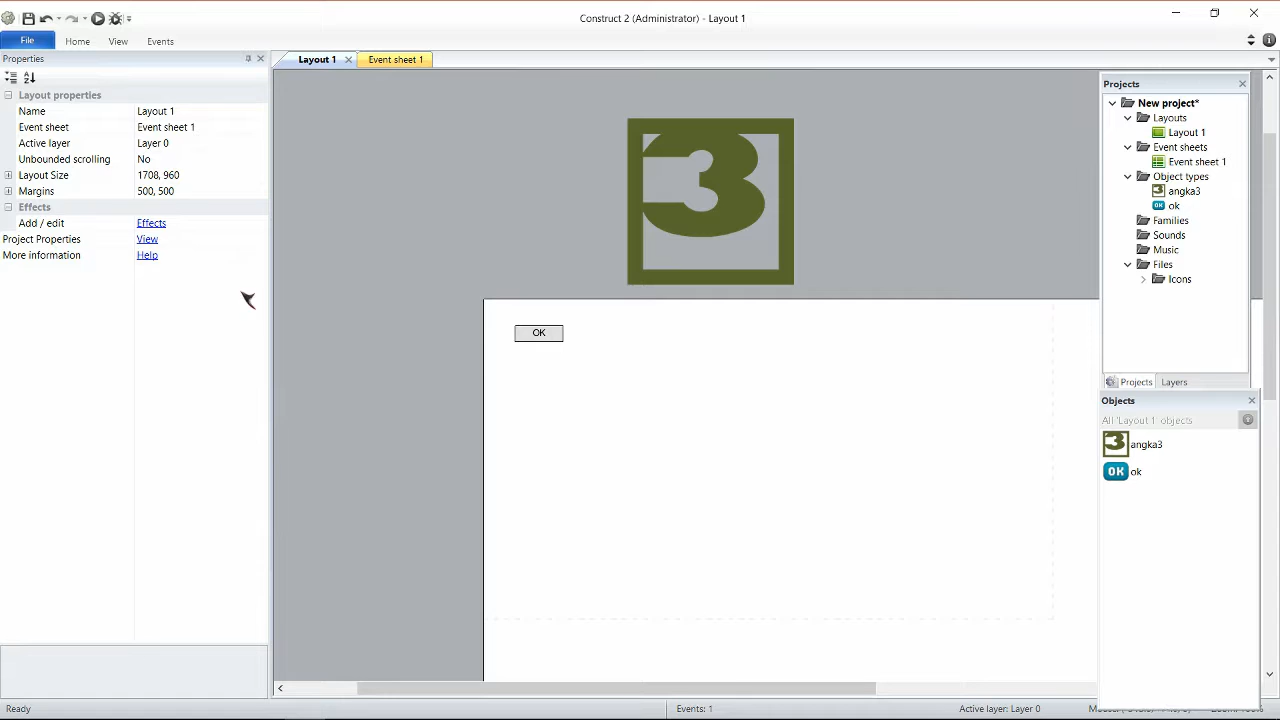 Construct 2 (Administrator) - Layout 1
File
Home
View
Events
Properties
Layout properties
Name Layout 1
Event sheet Event sheet 1
Active layer Layer 0
Unbounded scrolling No
Layout Size 1708, 960
Margins 500, 500
Effects
Add / edit Effects
Project Properties View
More information Help
Layout 1
Event sheet 1
3
OK
Projects
New project*
Layouts
Layout 1
Event sheets
Event sheet 1
Object types
3 angka3
OK ok
Families
Sounds
Music
Files
Icons
Projects
Layers
Objects
All 'Layout 1' objects
3 angka3
OK ok
Ready
Events: 1
Active layer: Layer 0